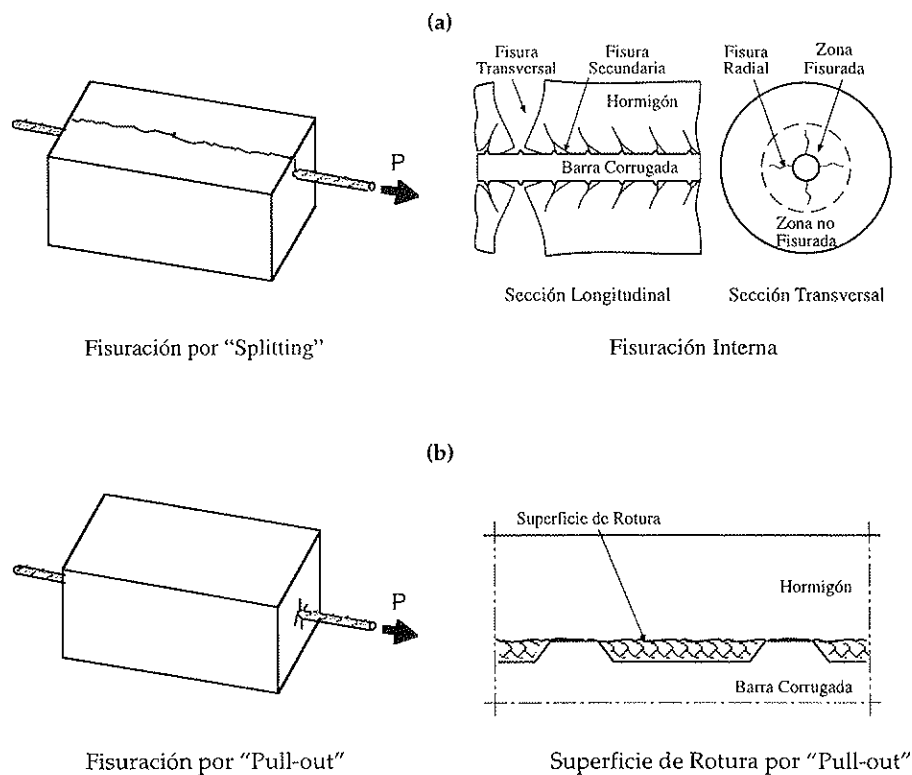 (a)
Fisura
Transversal
Fisura
Secundaria
Fisura
Radial
Zona
Fisurada
Hormigón
P
Barra Corrugada
Zona no
Fisurada
Sección Longitudinal
Sección Transversal
Fisuración por "Splitting"
Fisuración Interna
(b)
Superficie de Rotura
P
Hormigón
Barra Corrugada
Fisuración por "Pull-out"
Superficie de Rotura por "Pull-out"